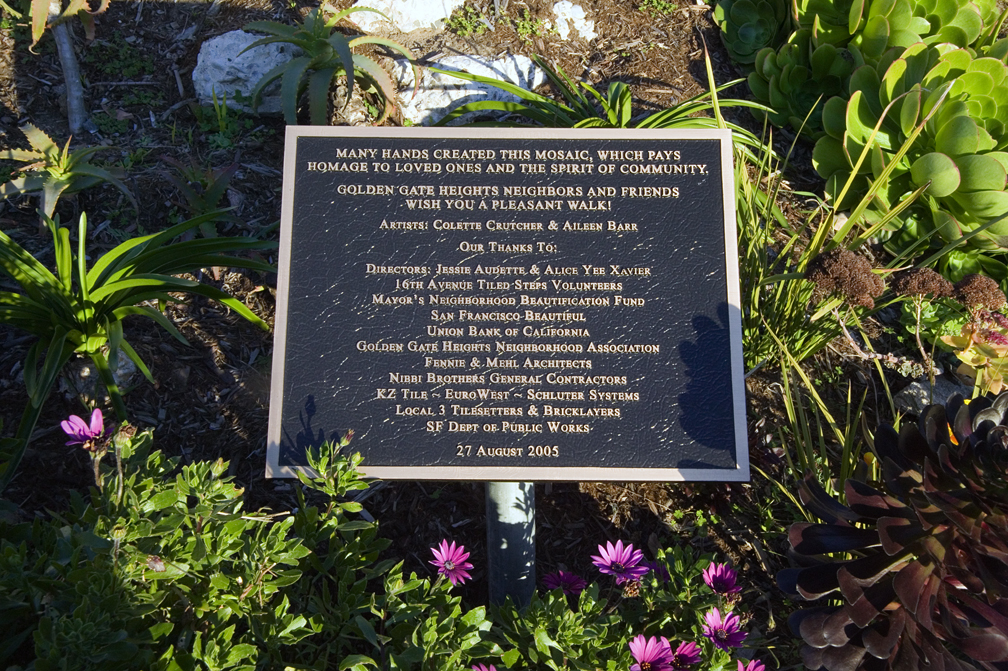 MANY HANDS CREATED THIS MOSAIC, WHICH PAYS
HOMAGE TO LOVED ONES AND THE SPIRIT OF COMMUNITY.
GOLDEN GATE HEIGHTS NEIGHBORS AND FRIENDS
WISH YOU A PLEASANT WALK!
ARTISTS: COLETTE CRUTCHER & AILEEN BARR
OUR THANKS TO:
DIRECTORS: JESSIE AUDETTE & ALICE YEE XAVIER
16TH AVENUE TILED STEPS VOLUNTEERS
MAYOR'S NEIGHBORHOOD BEAUTIFICATION FUND
SAN FRANCISCO BEAUTIFUL
UNION BANK OF CALIFORNIA
GOLDEN GATE HEIGHTS NEIGHBORHOOD ASSOCIATION
FENNIE & MEHL ARCHITECTS
NIBBI BROTHERS GENERAL CONTRACTORS
KZ TILE ~ EUROWEST ~ SCHLUTER SYSTEMS
LOCAL 3 TILESETTERS & BRICKLAYERS
SF DEPT OF PUBLIC WORKS
27 AUGUST 2005